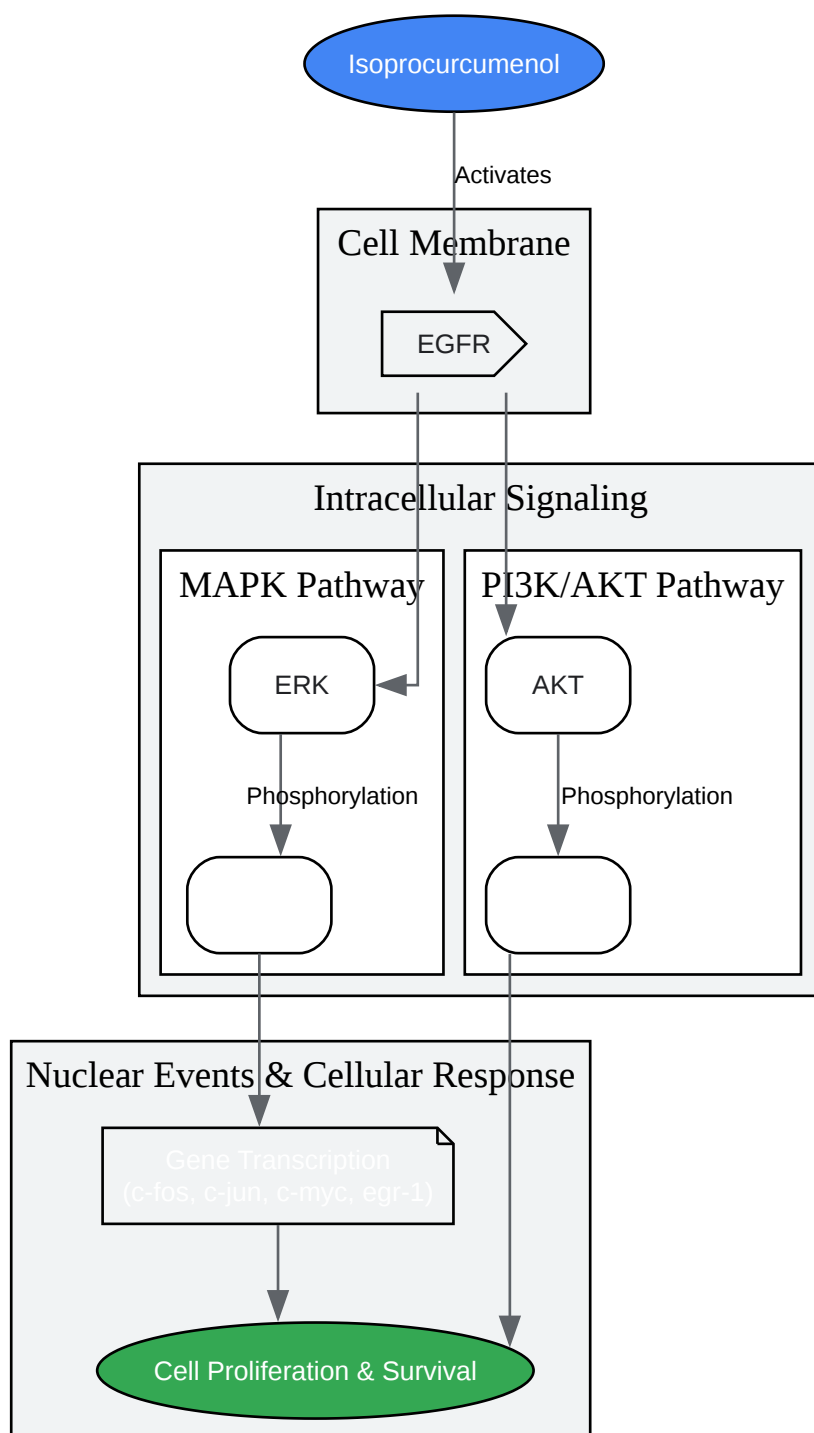 Isoprocurcumenol
Activates
Cell Membrane
EGFR
Intracellular Signaling
MAPK Pathway
PI3K/AKT Pathway
ERK
AKT
Phosphorylation
Phosphorylation
Nuclear Events & Cellular Response
Gene Transcription
(c-fos, c-jun, c-myc, egr-1)
Cell Proliferation & Survival